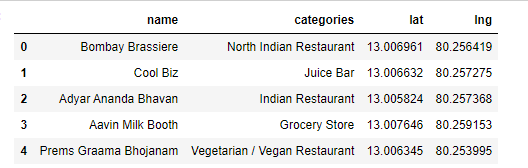 name categories lat lng
0 Bombay Brassiere North Indian Restaurant 13.006961 80.256419
1 Cool Biz Juice Bar 13.006632 80.257275
2 Adyar Ananda Bhavan Indian Restaurant 13.005824 80.257368
3 Aavin Milk Booth Grocery Store 13.007646 80.259153
4 Prems Graama Bhojanam Vegetarian / Vegan Restaurant 13.006345 80.253995